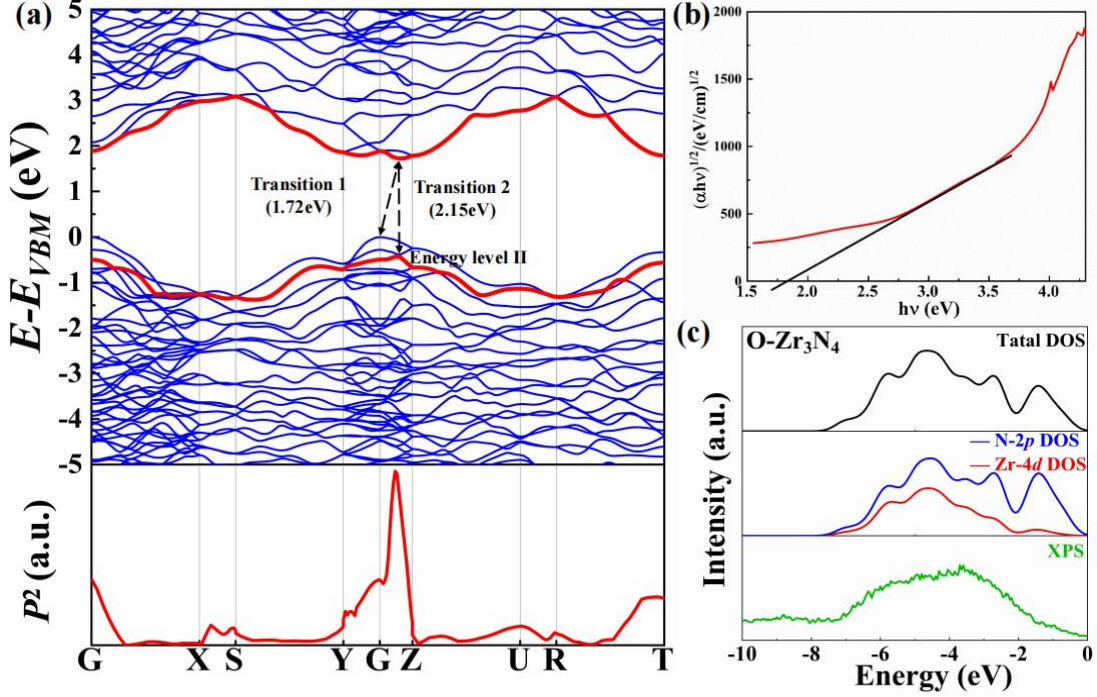 (a)
5
4
3
2
1
0
-1
-2
-3
-4
-5
E-E_VBM (eV)
Transition 1
(1.72eV)
Transition 2
(2.15eV)
Energy level II
P² (a.u.)
G X S Y G Z U R T
(b)
2000
1500
1000
500
0
(αhν)^1/2/(eV/cm)^1/2
1.5 2.0 2.5 3.0 3.5 4.0
hν (eV)
(c)
O-Zr₃N₄
Tatal DOS
N-2p DOS
Zr-4d DOS
XPS
Intensity (a.u.)
-10 -8 -6 -4 -2 0
Energy (eV)